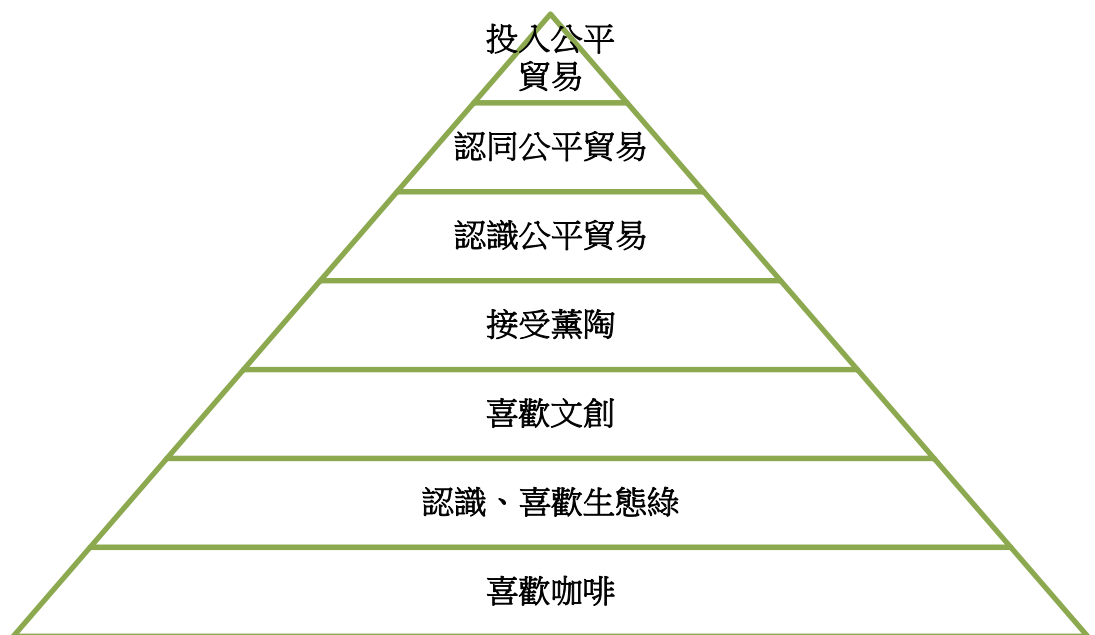 投入公平
貿易
認同公平貿易
認識公平貿易
接受薰陶
喜歡文創
認識、喜歡生態綠
喜歡咖啡